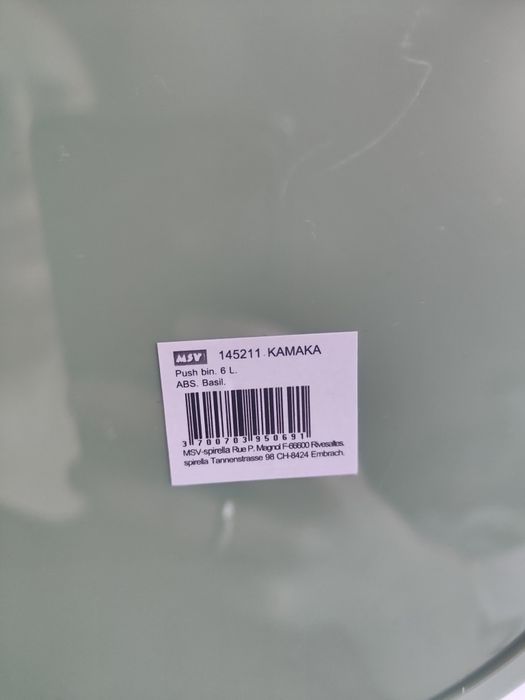 MSV 145211 KAMAKA
Push bin. 6 L.
ABS. Basil.
3 700703 950691
MSV-spirella Rue P. Magnol F-66600 Rivesaltes.
spirella Tannenstrasse 98 CH-8424 Embrach.